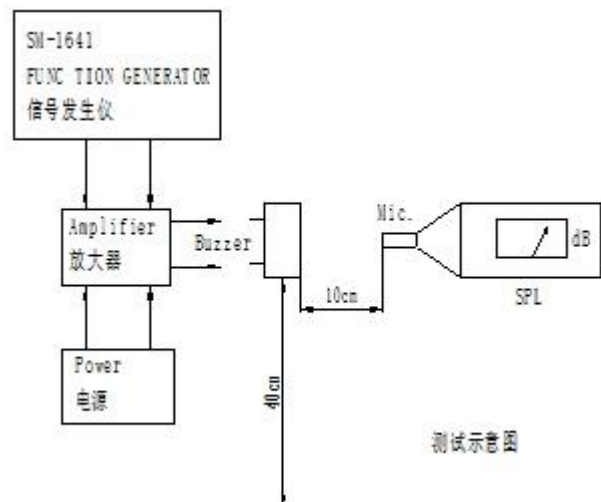 SM-1641
FUNC TION GENERATOR
信号发生仪
Amplifier
放大器
Buzzer
Mic.
dB
10cm
SPL
Power
电源
40cm
测试示意图